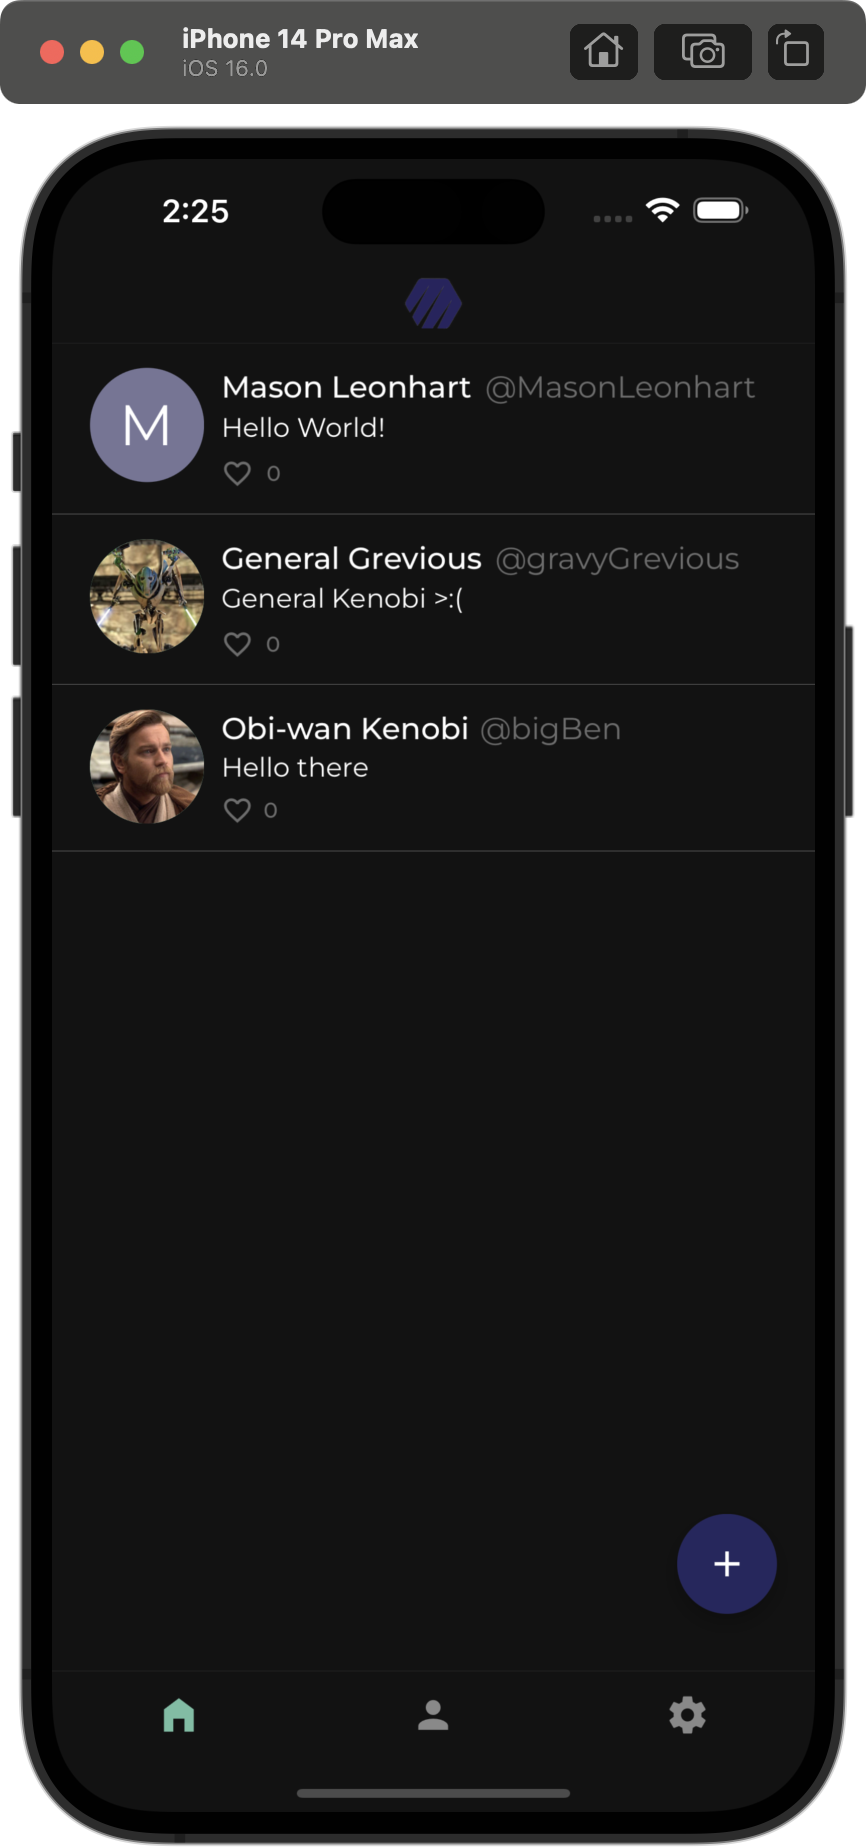 iPhone 14 Pro Max
iOS 16.0
2:25
M
Mason Leonhart @MasonLeonhart
Hello World!
0
General Grevious @gravyGrevious
General Kenobi >:(
0
Obi-wan Kenobi @bigBen
Hello there
0